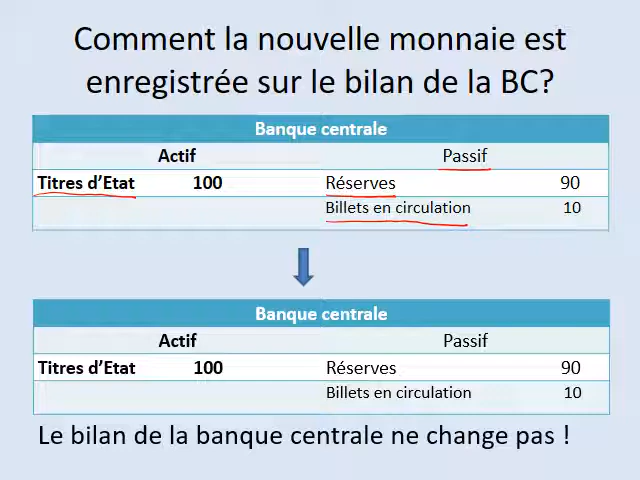 Comment la nouvelle monnaie est
enregistrée sur le bilan de la BC?
Banque centrale
Actif Passif
Titres d’Etat 100 Réserves 90
Billets en circulation 10
Banque centrale
Actif Passif
Titres d’Etat 100 Réserves 90
Billets en circulation 10
Le bilan de la banque centrale ne change pas !